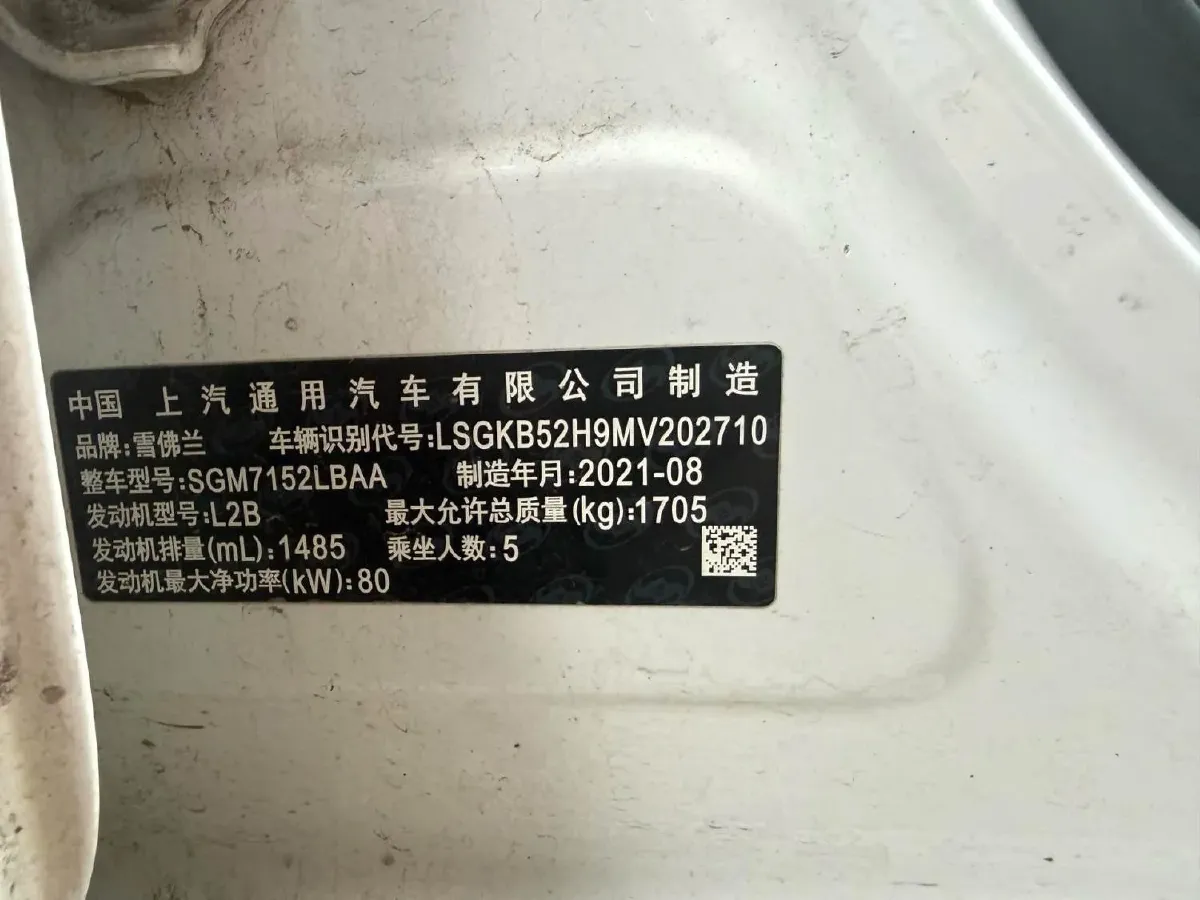 中国 上汽通用汽车有限公司制造
品牌:雪佛兰 车辆识别代号:LSGKB52H9MV202710
整车型号:SGM7152LBAA 制造年月:2021-08
发动机型号:L2B 最大允许总质量(kg):1705
发动机排量(mL):1485 乘坐人数:5
发动机最大净功率(kW):80